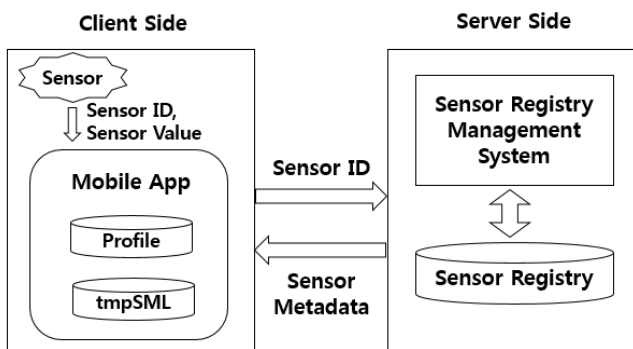 Client Side
Sensor
Sensor ID,
Sensor Value
Mobile App
Profile
tmpSML
Sensor ID
Sensor
Metadata
Server Side
Sensor Registry
Management
System
Sensor Registry